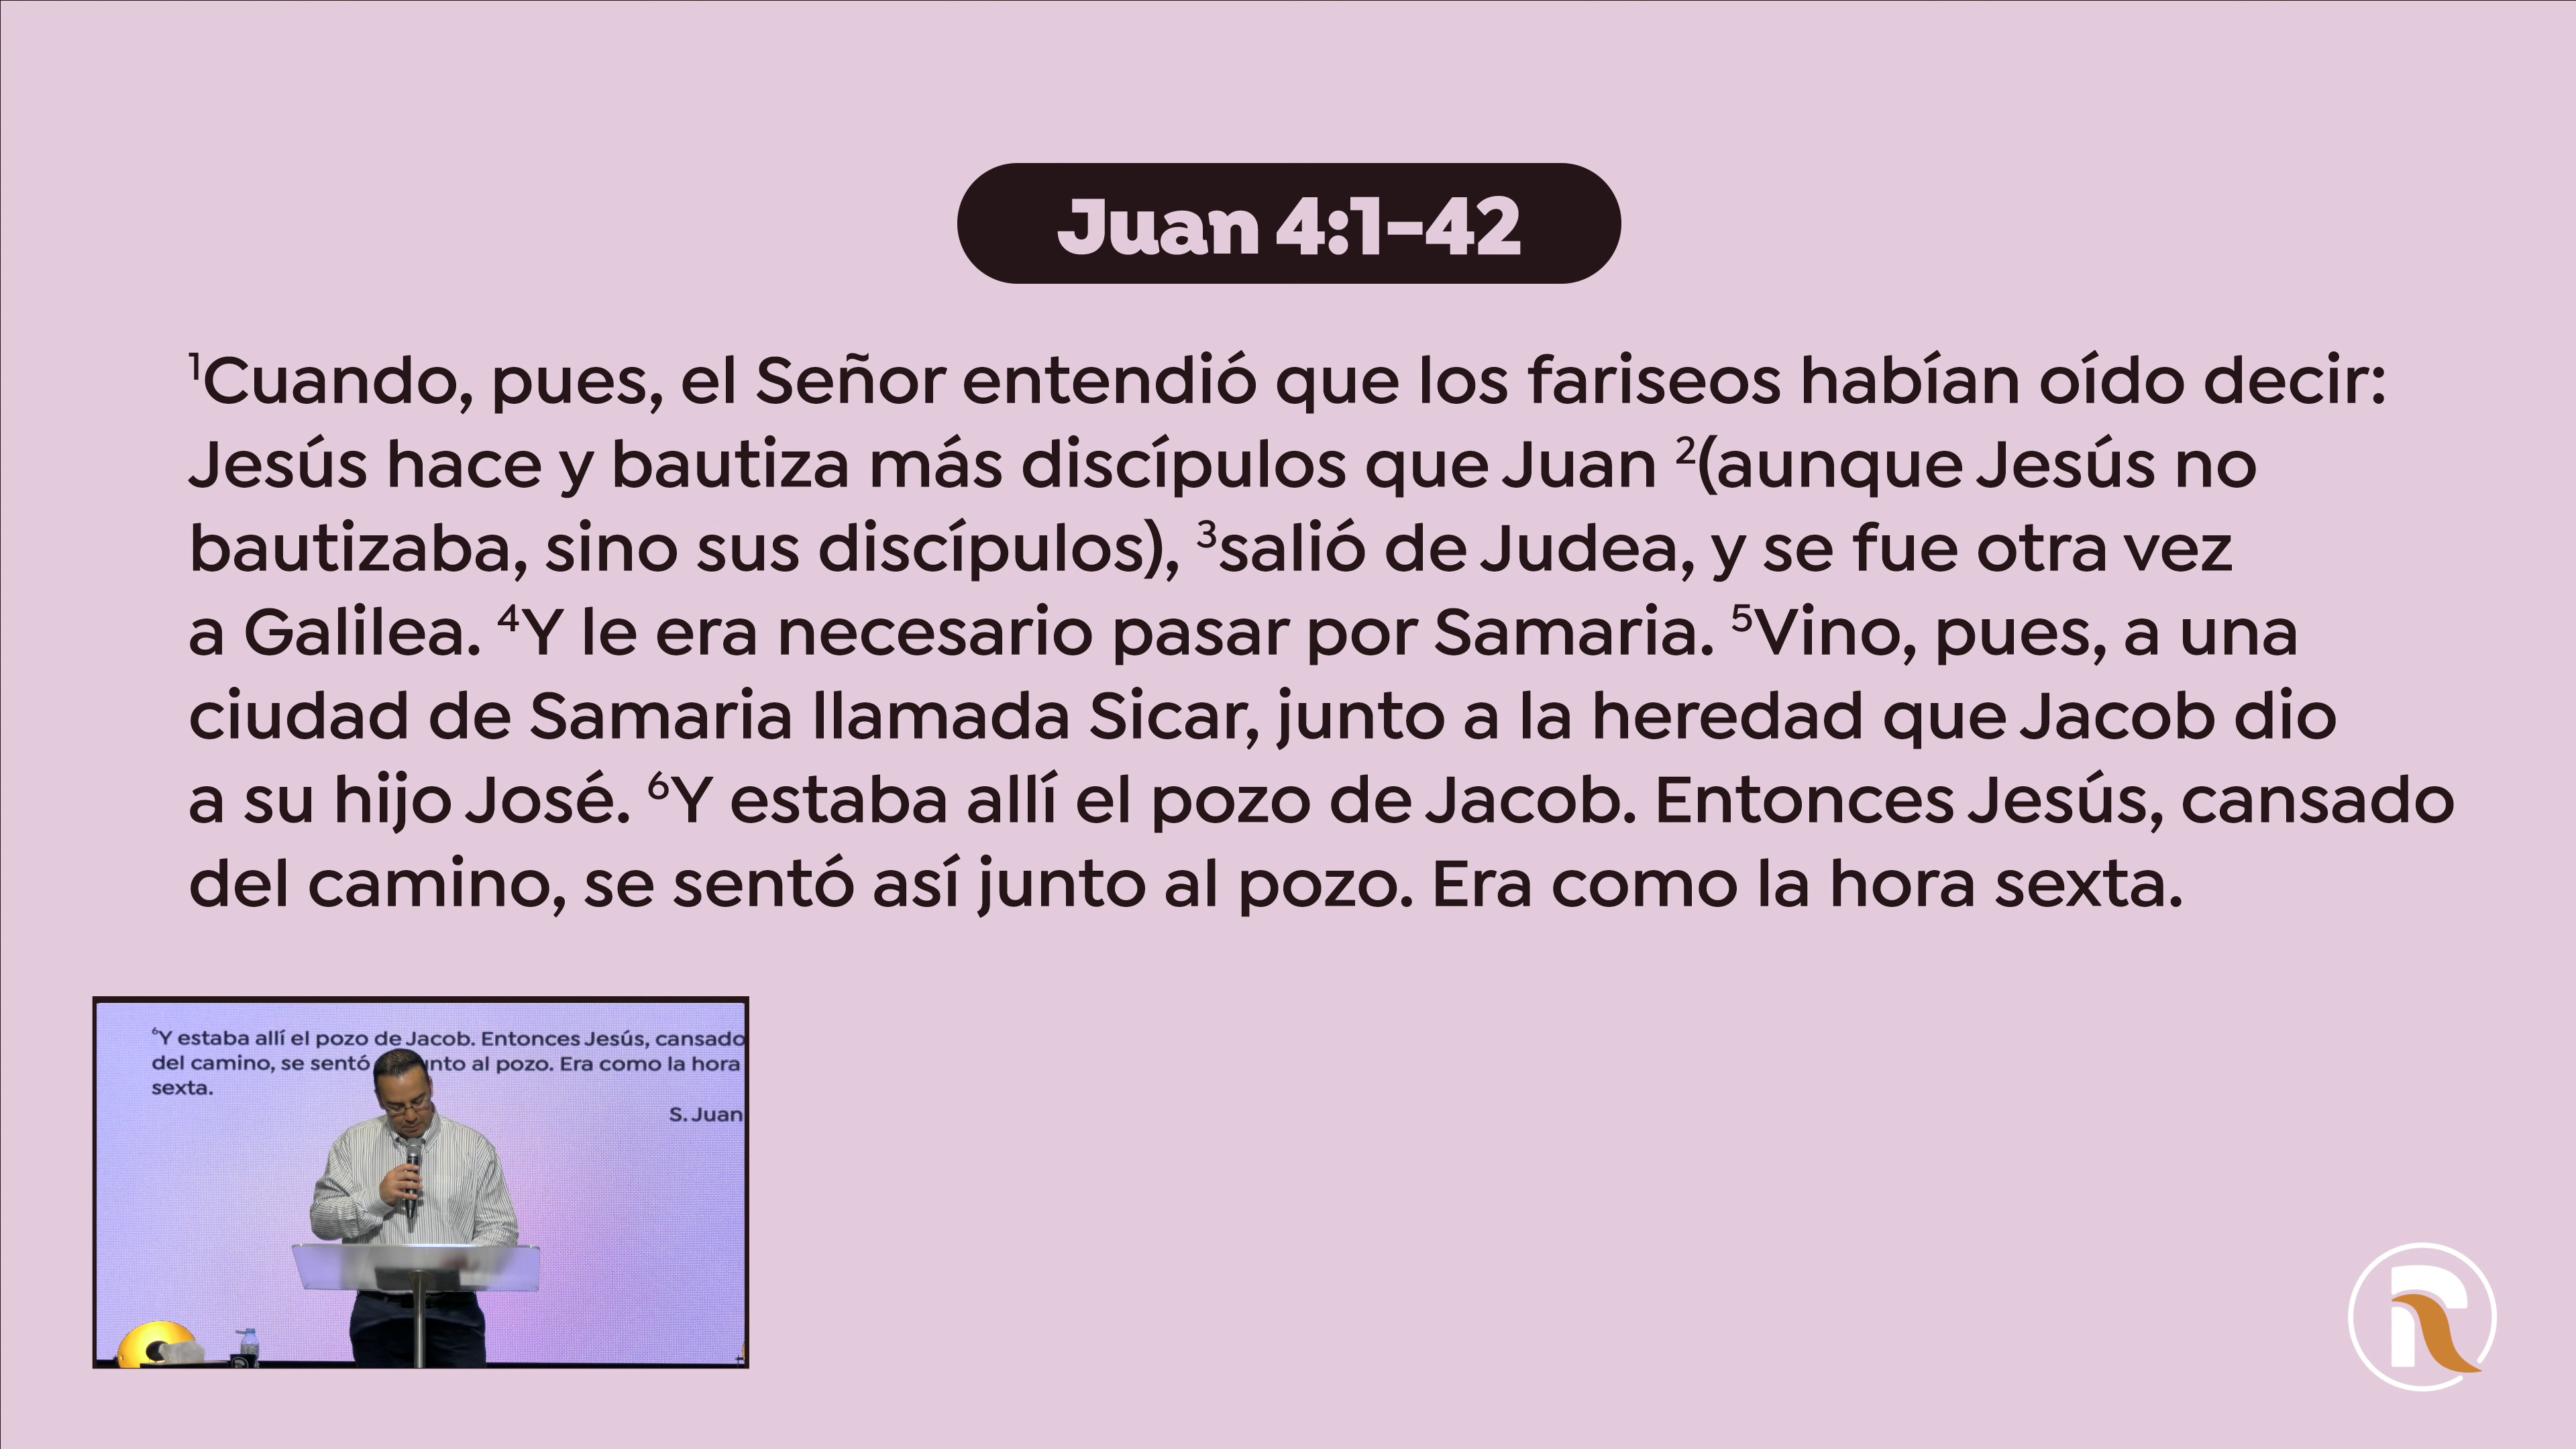 Juan 4:1-42
¹Cuando, pues, el Señor entendió que los fariseos habían oído decir:
Jesús hace y bautiza más discípulos que Juan ²(aunque Jesús no
bautizaba, sino sus discípulos), ³salió de Judea, y se fue otra vez
a Galilea. ⁴Y le era necesario pasar por Samaria. ⁵Vino, pues, a una
ciudad de Samaria llamada Sicar, junto a la heredad que Jacob dio
a su hijo José. ⁶Y estaba allí el pozo de Jacob. Entonces Jesús, cansado
del camino, se sentó así junto al pozo. Era como la hora sexta.
⁶Y estaba allí el pozo de Jacob. Entonces Jesús, cansado
del camino, se sentó unto al pozo. Era como la hora
sexta.
S. Juan
R